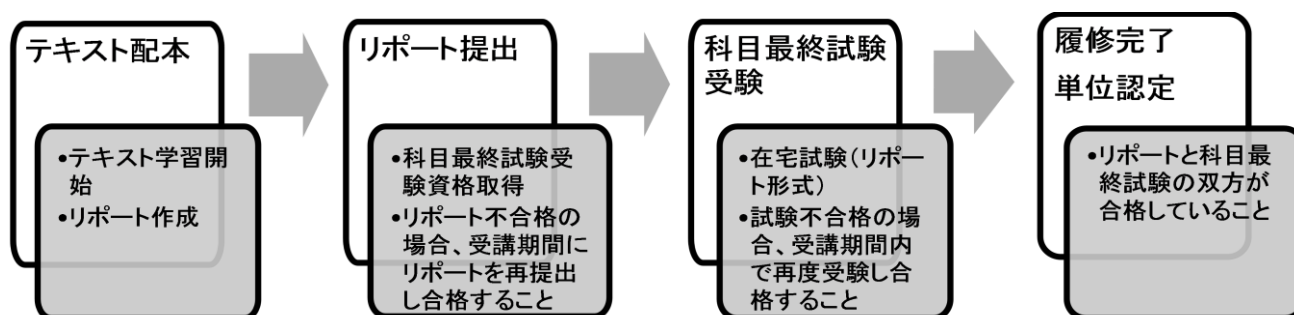 テキスト配本
•テキスト学習開
始
•リポート作成
リポート提出
•科目最終試験受
験資格取得
•リポート不合格の
場合、受講期間に
リポートを再提出
し合格すること
科目最終試験
受験
•在宅試験(リポー
ト形式)
•試験不合格の場
合、受講期間内
で再度受験し合
格すること
履修完了
単位認定
•リポートと科目最
終試験の双方が
合格していること